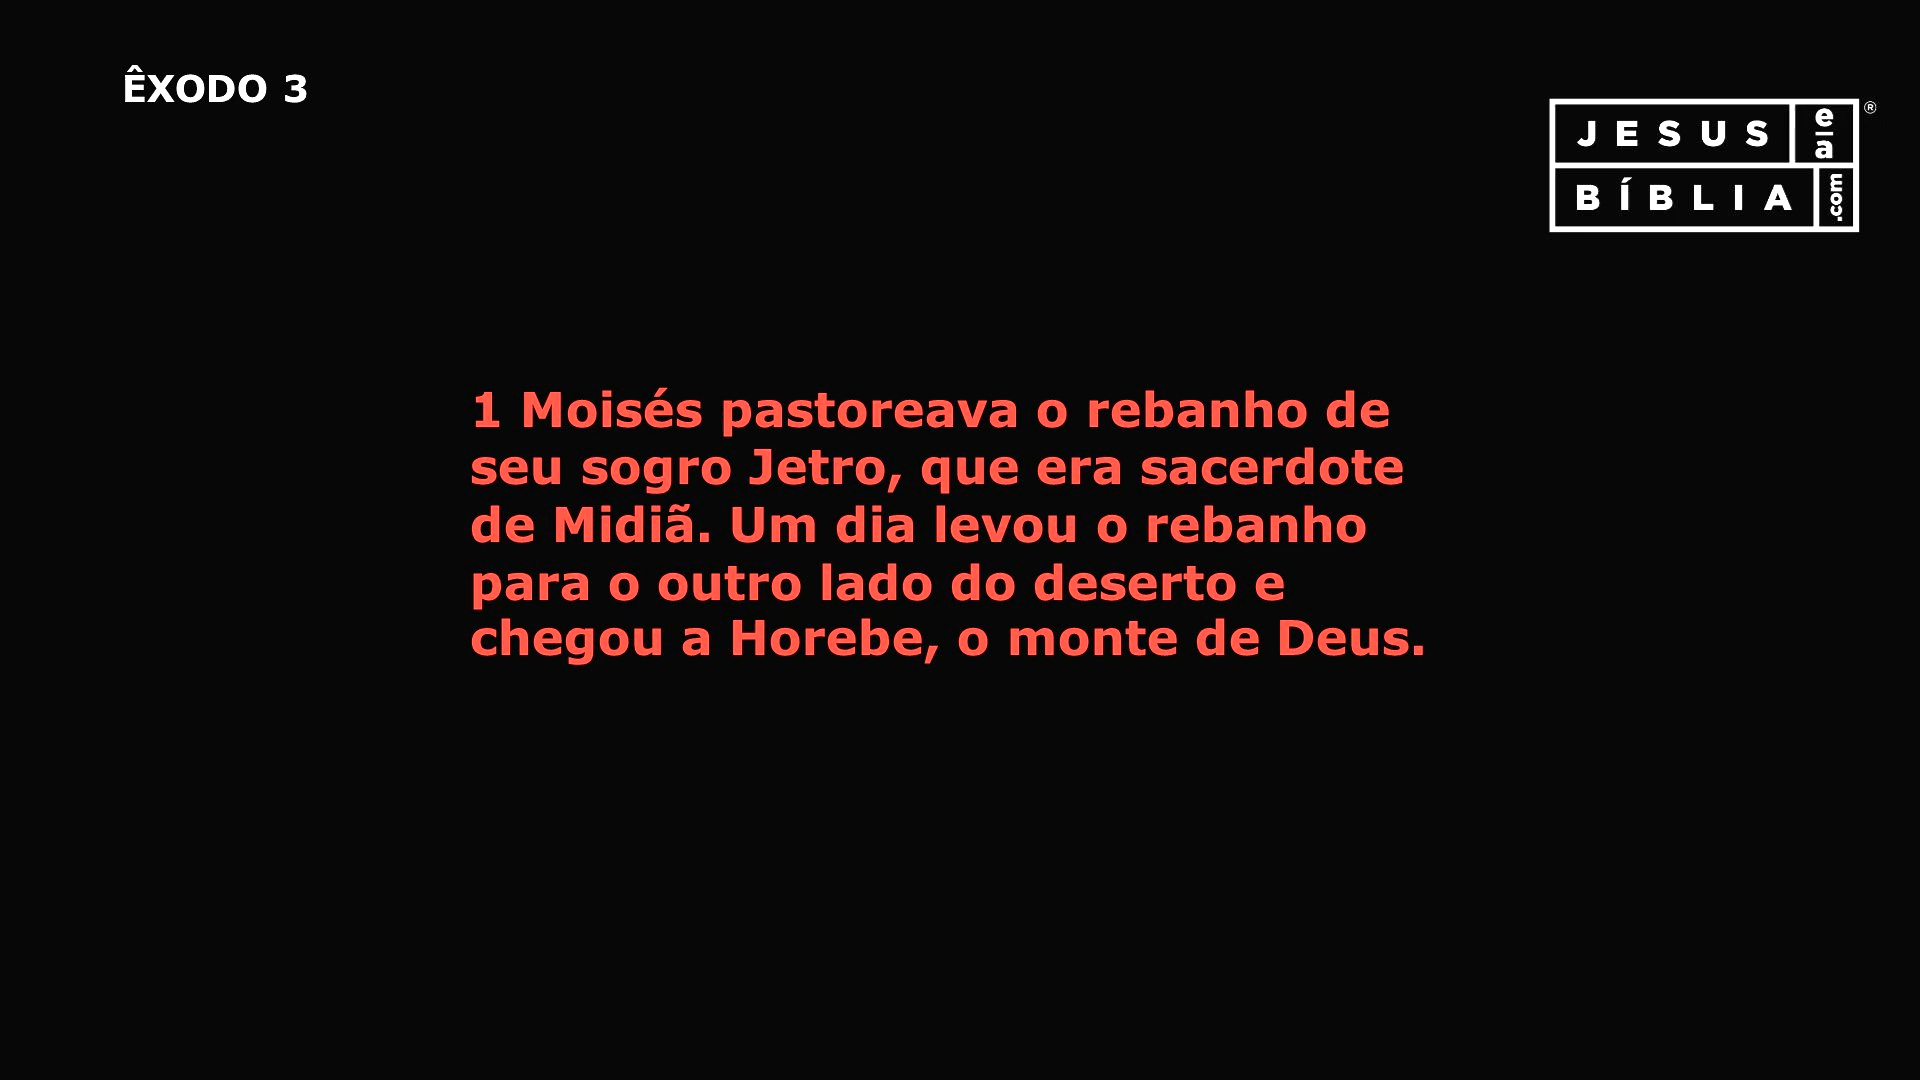 ÊXODO 3
JESUS e a
BÍBLIA .com
®
1 Moisés pastoreava o rebanho de
seu sogro Jetro, que era sacerdote
de Midiã. Um dia levou o rebanho
para o outro lado do deserto e
chegou a Horebe, o monte de Deus.